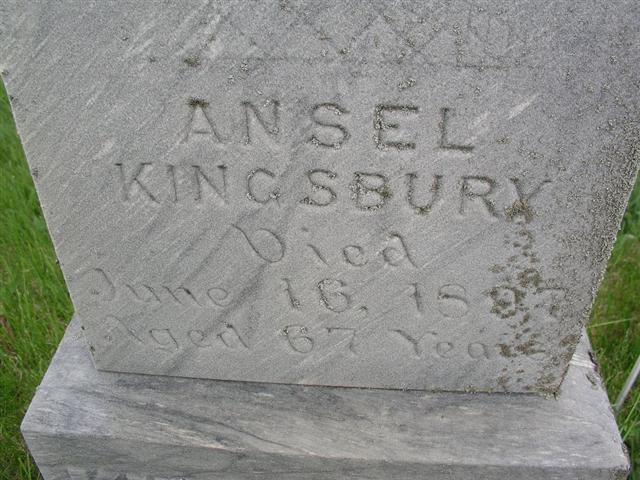 ANSEL
KINGSBURY
Died
June 16, 1897
Aged 67 Years